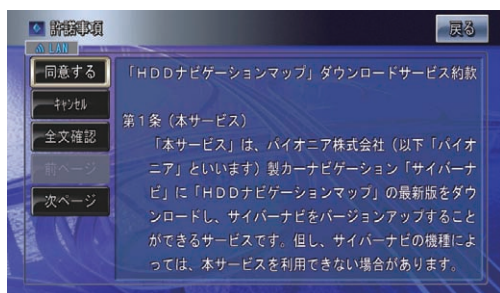 許諾事項
戻る
LAN
同意する
キャンセル
全文確認
前ページ
次ページ
「HDDナビゲーションマップ」ダウンロードサービス約款
第1条（本サービス）
「本サービス」は、パイオニア株式会社（以下「パイオ
ニア」といいます）製カーナビゲーション「サイバーナ
ビ」に「HDDナビゲーションマップ」の最新版をダウ
ンロードし、サイバーナビをバージョンアップすること
ができるサービスです。但し、サイバーナビの機種によ
っては、本サービスを利用できない場合があります。